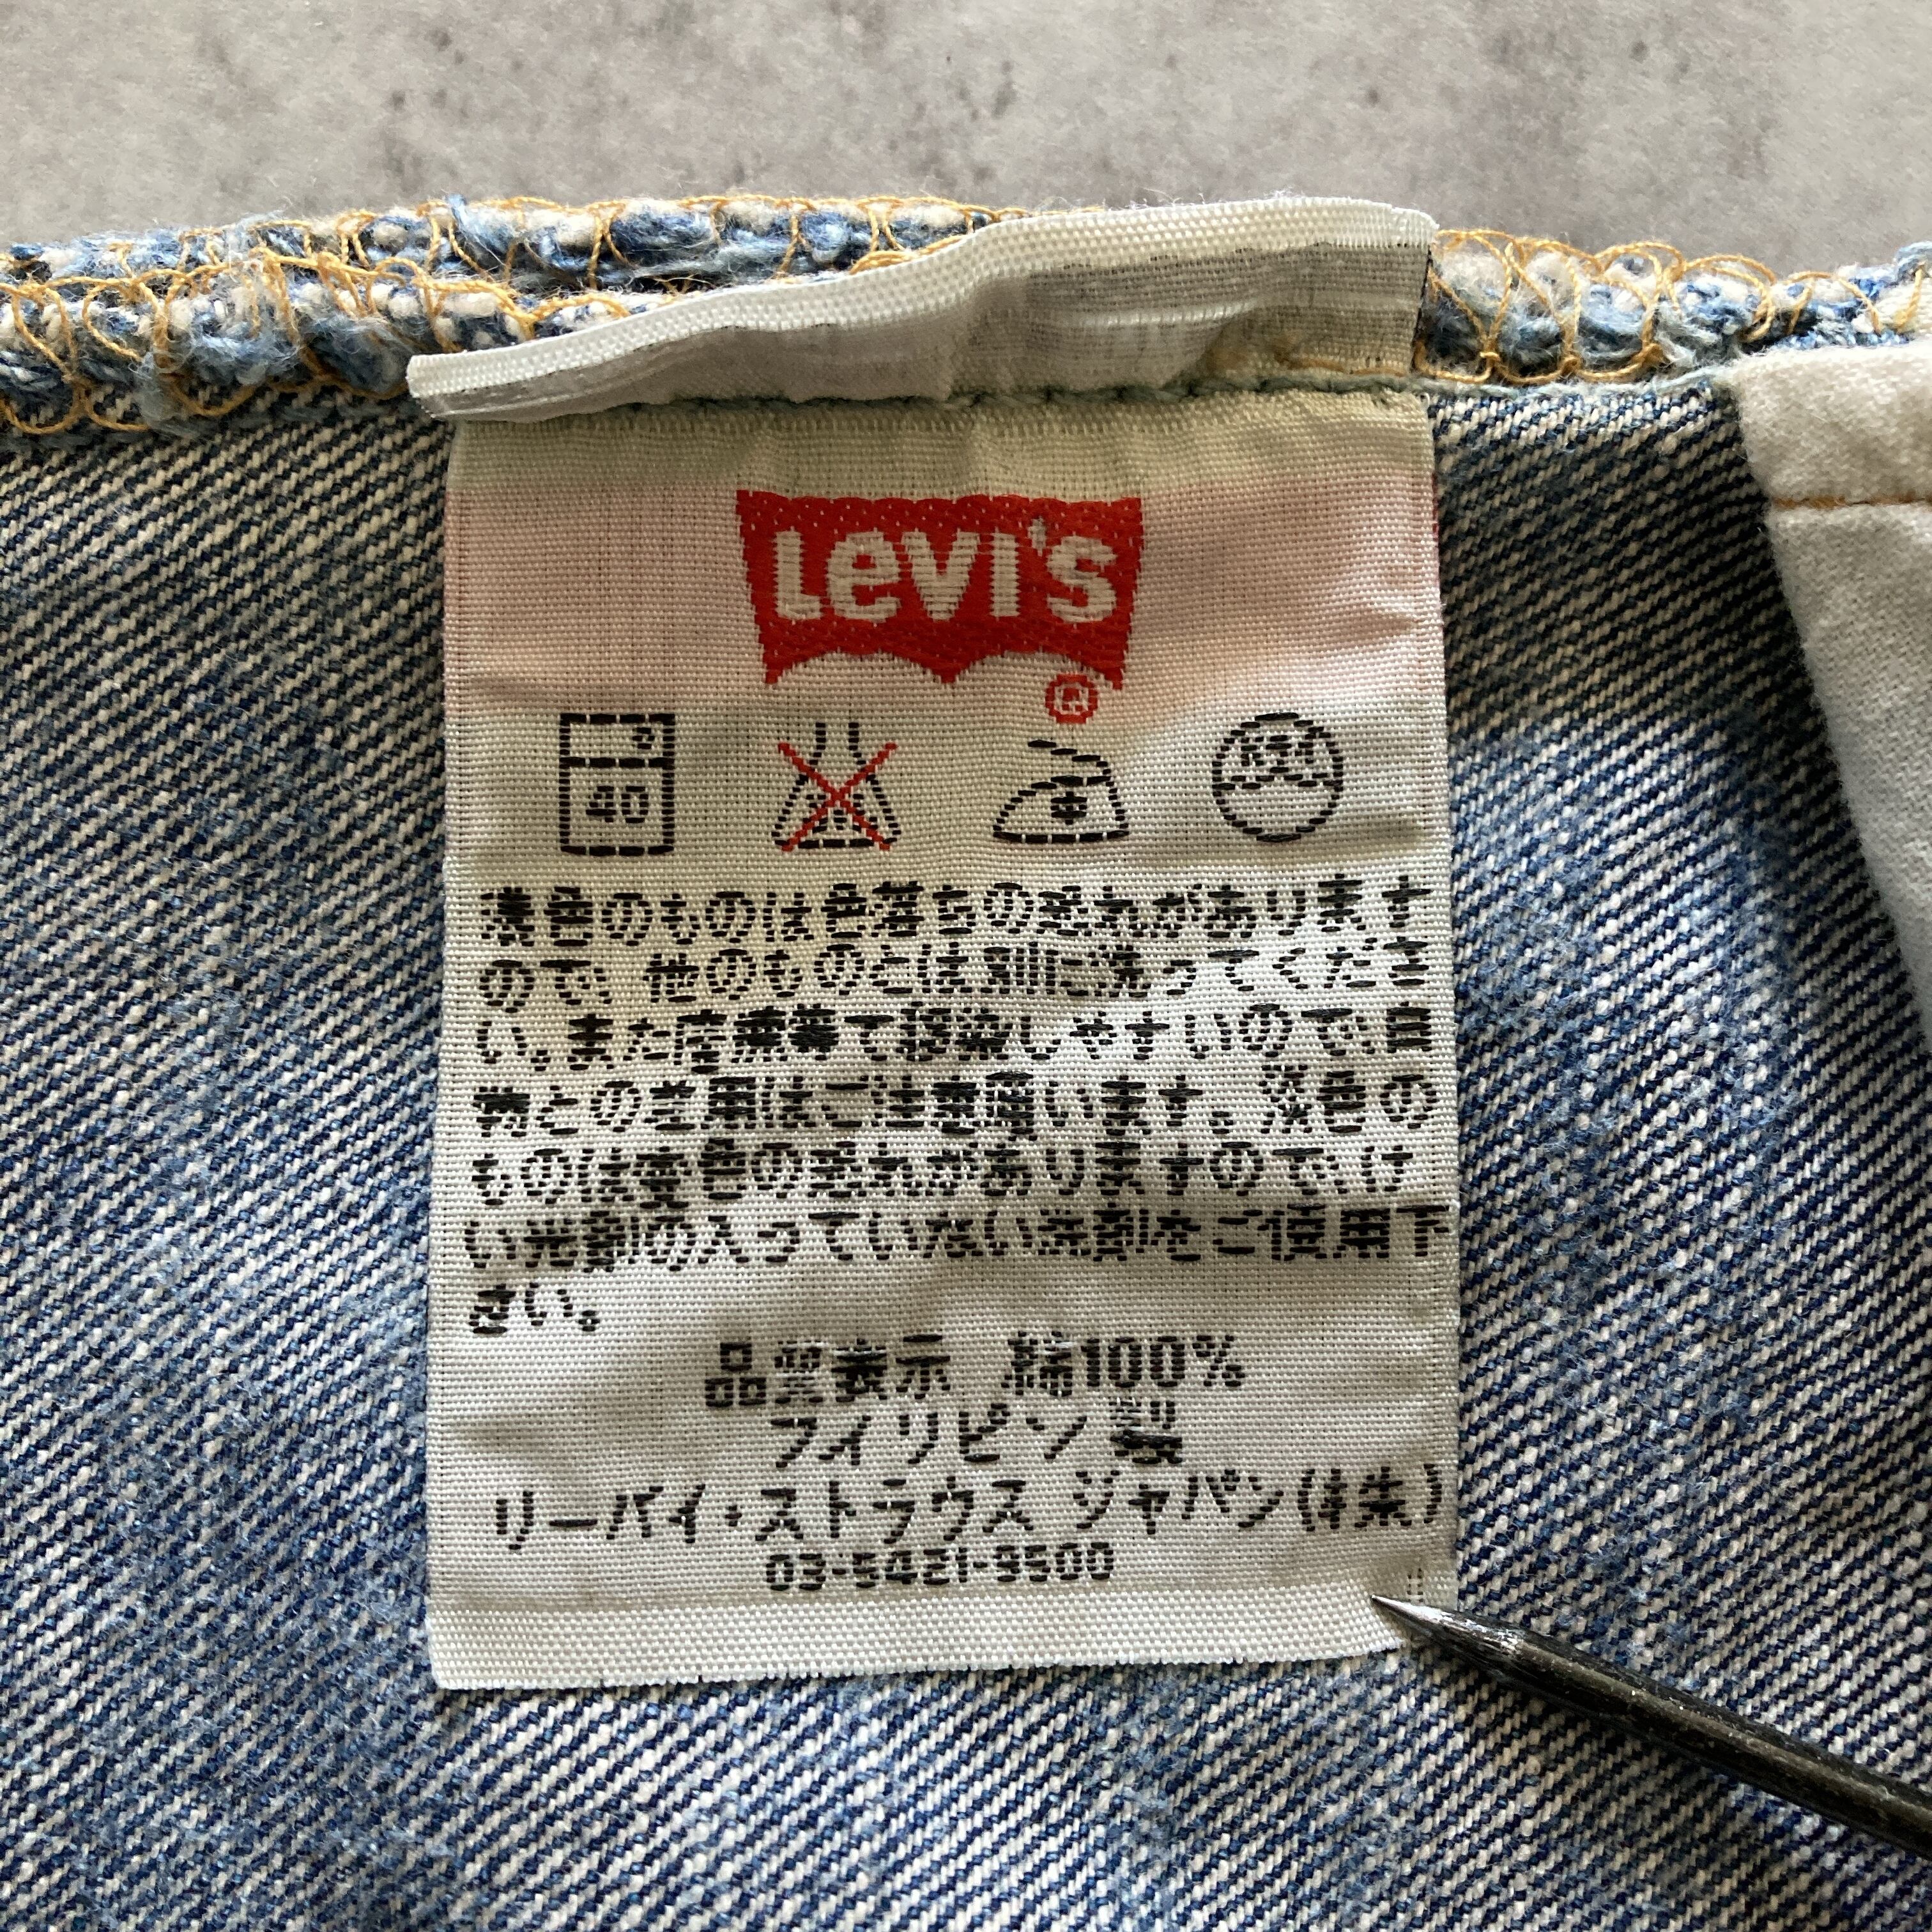 Levi's
®
40
濃色のものは色落ちの恐れがあります
ので、他のものとは別に洗ってくださ
い、また摩擦等で移染しやすいので、着
物との兼用はご注意願います。淡色の
ものは変色の恐れがありますので、け
い光剤の入っていない洗剤をご使用下
さい。
品質表示 綿100%
フィリピン製
リーバイ・ストラウス ジャパン(株)
03-5421-9500